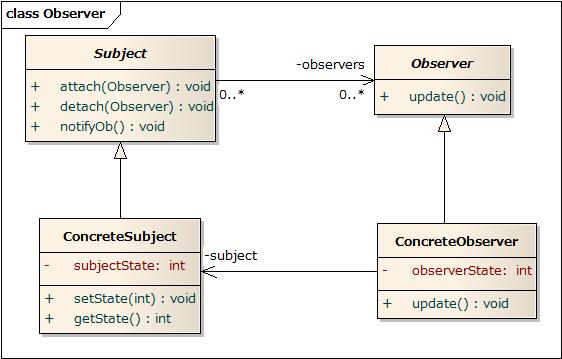 class Observer
Subject
+ attach(Observer) : void
+ detach(Observer) : void
+ notifyOb() : void
-observers
0..*
0..*
Observer
+ update() : void
ConcreteSubject
- subjectState: int
+ setState(int) : void
+ getState() : int
-subject
ConcreteObserver
- observerState: int
+ update() : void